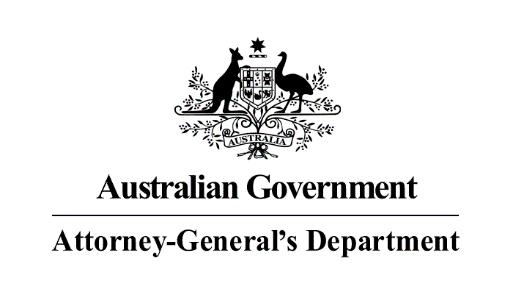 AUSTRALIA
Australian Government
Attorney-General’s Department